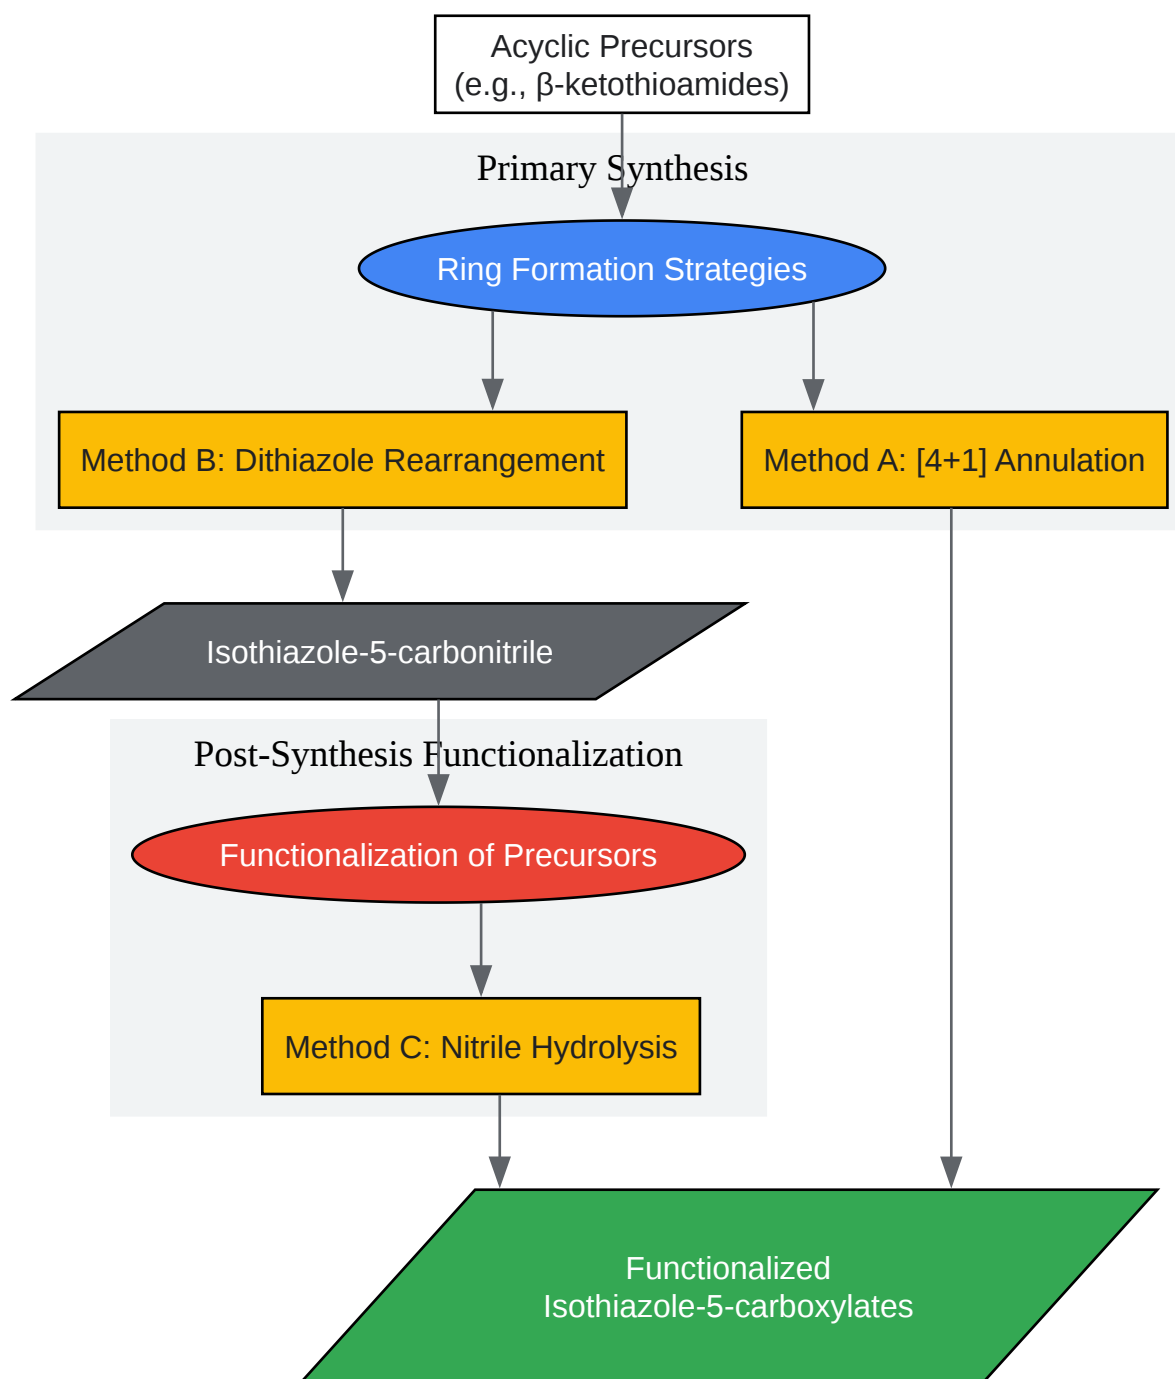 Acyclic Precursors
(e.g., β-ketothioamides)
Primary Synthesis
Ring Formation Strategies
Method B: Dithiazole Rearrangement
Method A: [4+1] Annulation
Isothiazole-5-carbonitrile
Post-Synthesis Functionalization
Functionalization of Precursors
Method C: Nitrile Hydrolysis
Functionalized
Isothiazole-5-carboxylates